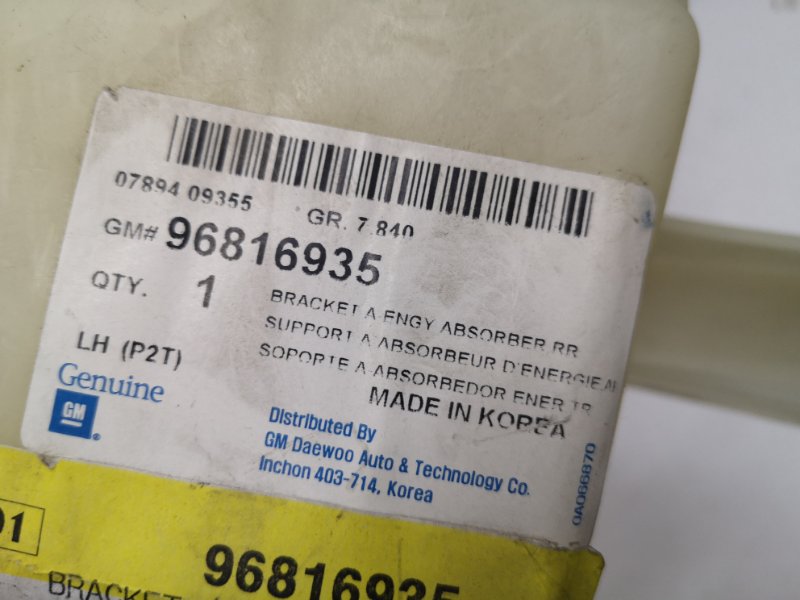 07894 09355
GR. 7.840
GM# 96816935
QTY. 1
BRACKET A ENGY ABSORBER, RR
SUPPORT A ABSORBEUR D'ENERGIE,AR
SOPORTE A ABSORBEDOR ENER TR
LH (P2T)
MADE IN KOREA
Genuine
GM
Distributed By
GM Daewoo Auto & Technology Co.
Inchon 403-714, Korea
0A066870
01
96816935
BRACKET